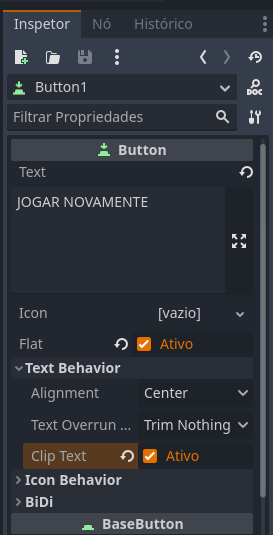 Inspetor Nó Histórico
Button1
DOC
Filtrar Propriedades
Button
Text
JOGAR NOVAMENTE
Icon [vazio]
Flat Ativo
Text Behavior
Alignment Center
Text Overrun ... Trim Nothing
Clip Text Ativo
Icon Behavior
BiDi
BaseButton